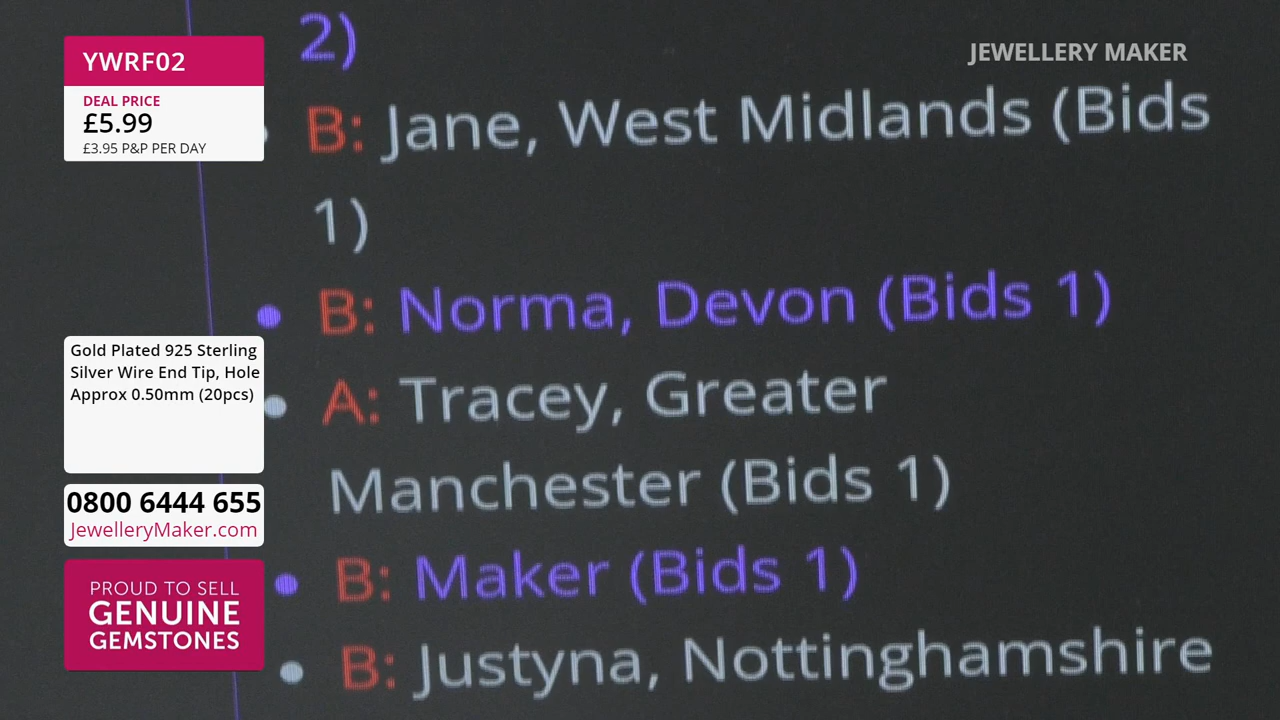 YWRF02
DEAL PRICE
£5.99
£3.95 P&P PER DAY
Gold Plated 925 Sterling
Silver Wire End Tip, Hole
Approx 0.50mm (20pcs)
0800 6444 655
JewelleryMaker.com
PROUD TO SELL
GENUINE
GEMSTONES
JEWELLERY MAKER
2)
B: Jane, West Midlands (Bids
1)
B: Norma, Devon (Bids 1)
A: Tracey, Greater
Manchester (Bids 1)
B: Maker (Bids 1)
B: Justyna, Nottinghamshire